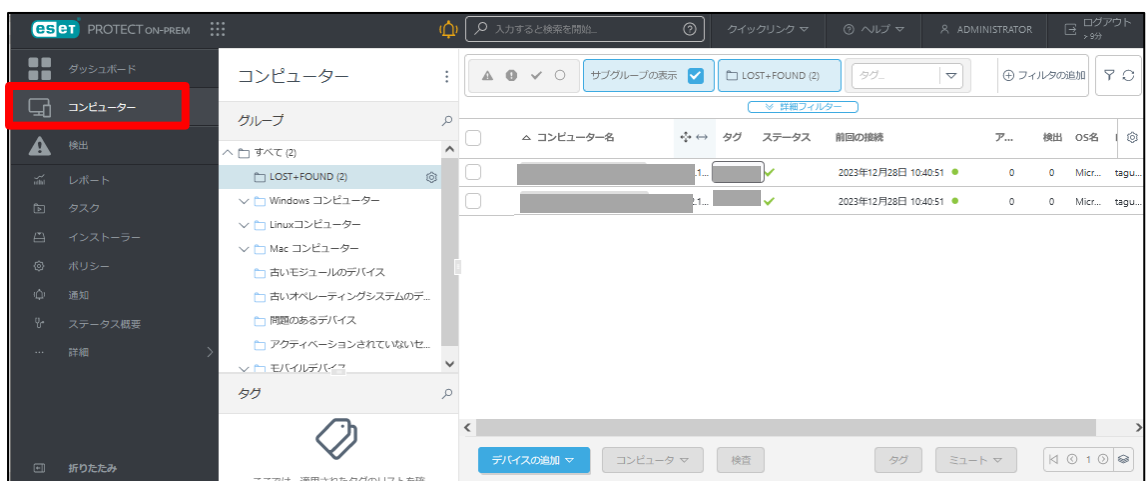 eset PROTECT ON-PREM
入力すると検索を開始...
クイックリンク
ヘルプ
ADMINISTRATOR
ログアウト
> 9分
ダッシュボード
コンピューター
検出
レポート
タスク
インストーラー
ポリシー
通知
ステータス概要
詳細
折りたたみ
コンピューター
グループ
すべて (2)
LOST+FOUND (2)
Windows コンピューター
Linuxコンピューター
Mac コンピューター
古いモジュールのデバイス
古いオペレーティングシステムのデ...
問題のあるデバイス
アクティベーションされていないセ...
モバイルデバイス
タグ
サブグループの表示
LOST+FOUND (2)
タグ...
フィルタの追加
詳細フィルター
コンピューター名 タグ ステータス 前回の接続 ア... 検出 OS名
.1... 2023年12月28日 10:40:51 0 0 Micr... tagu...
.1... 2023年12月28日 10:40:51 0 0 Micr... tagu...
デバイスの追加
コンピュータ
検査
タグ
ミュート
1